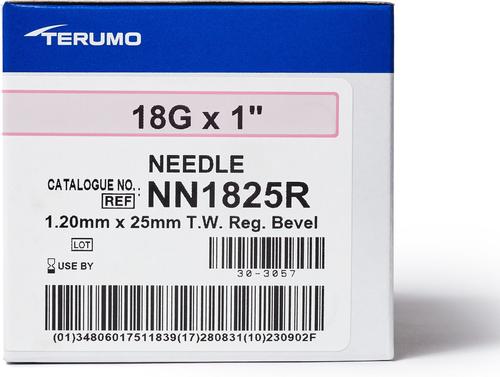 TERUMO
18G x 1"
NEEDLE
CATALOGUE NO.:
REF NN1825R
1.20mm x 25mm T.W. Reg. Bevel
LOT
USE BY
30-3057
(01)34806017511839(17)280831(10)230902F